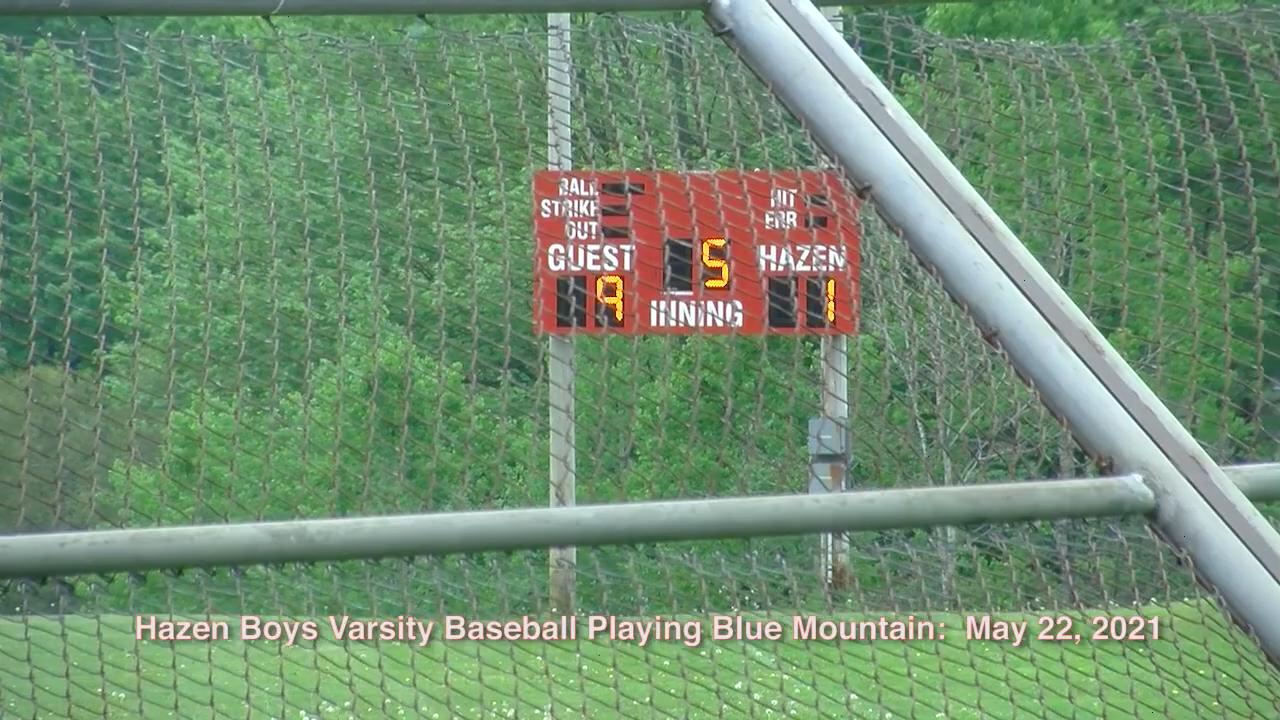 BALL
STRIKE
OUT
HIT
ERR
GUEST 5 HAZEN
9 INNING 1
Hazen Boys Varsity Baseball Playing Blue Mountain: May 22, 2021